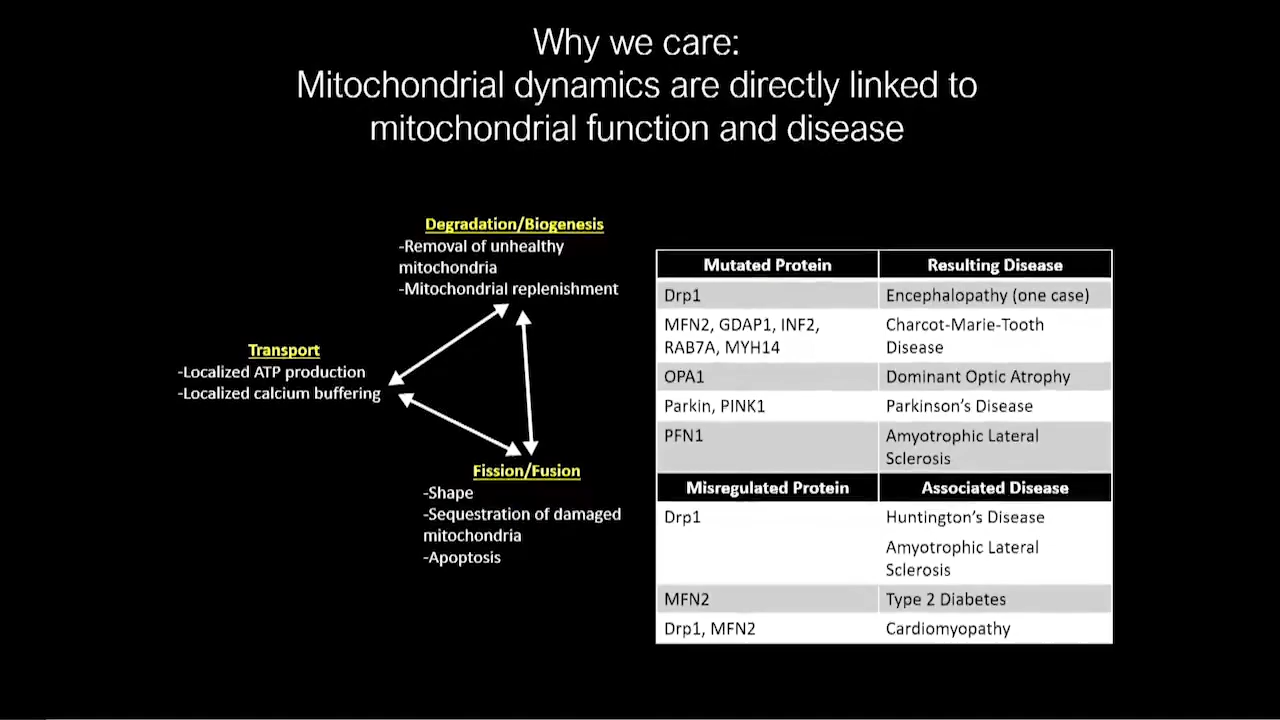 Why we care:
Mitochondrial dynamics are directly linked to
mitochondrial function and disease
Degradation/Biogenesis
-Removal of unhealthy
mitochondria
-Mitochondrial replenishment
Transport
-Localized ATP production
-Localized calcium buffering
Fission/Fusion
-Shape
-Sequestration of damaged
mitochondria
-Apoptosis
Mutated Protein Resulting Disease
Drp1 Encephalopathy (one case)
MFN2, GDAP1, INF2, Charcot-Marie-Tooth
RAB7A, MYH14 Disease
OPA1 Dominant Optic Atrophy
Parkin, PINK1 Parkinson's Disease
PFN1 Amyotrophic Lateral
Sclerosis
Misregulated Protein Associated Disease
Drp1 Huntington's Disease
Amyotrophic Lateral
Sclerosis
MFN2 Type 2 Diabetes
Drp1, MFN2 Cardiomyopathy